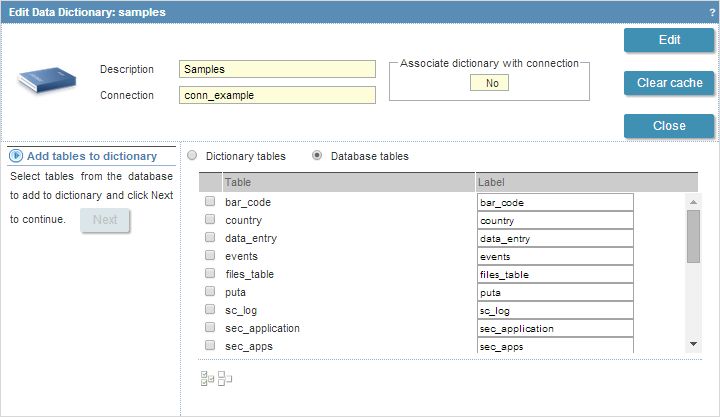 Edit Data Dictionary: samples ?
Description Samples
Connection conn_example
Associate dictionary with connection
No
Edit
Clear cache
Close
Add tables to dictionary
Select tables from the database
to add to dictionary and click Next
to continue. Next
Dictionary tables Database tables
Table Label
bar_code bar_code
country country
data_entry data_entry
events events
files_table files_table
puta puta
sc_log sc_log
sec_application sec_application
sec_apps sec_apps